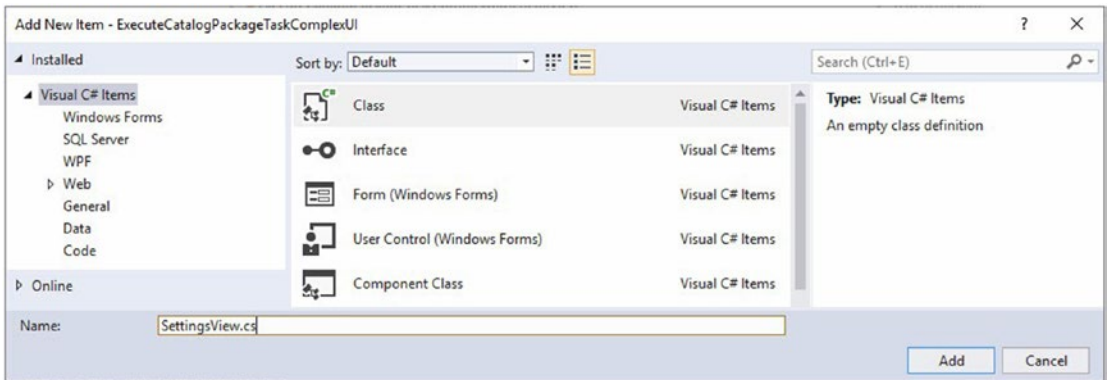 Add New Item - ExecuteCatalogPackageTaskComplexUI
? ×
Installed
Sort by: Default
Search (Ctrl+E)
Visual C# Items
Windows Forms
SQL Server
WPF
Web
General
Data
Code
Online
C#
Class Visual C# Items
Interface Visual C# Items
Form (Windows Forms) Visual C# Items
User Control (Windows Forms) Visual C# Items
Component Class Visual C# Items
Type: Visual C# Items
An empty class definition
Name: SettingsView.cs
Add Cancel